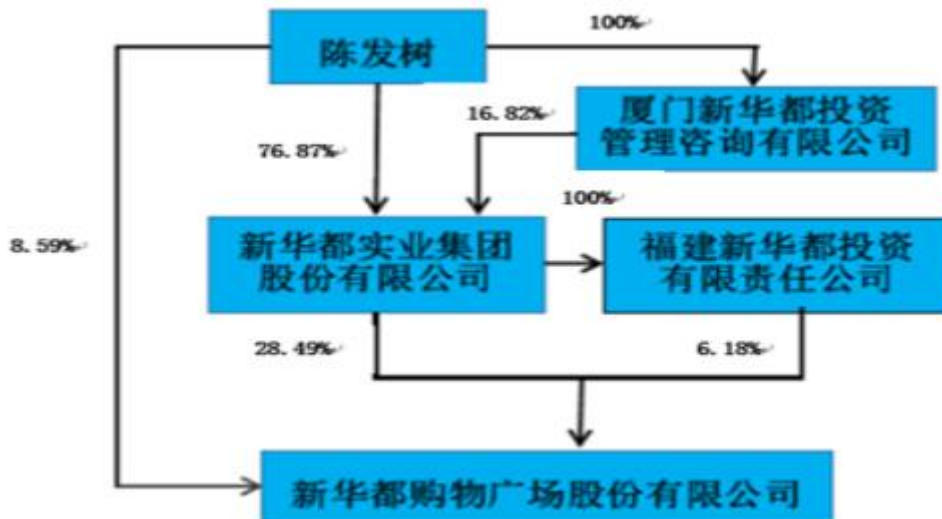 100%
陈发树
厦门新华都投资
管理咨询有限公司
16.82%
76.87%
100%
8.59%
新华都实业集团
股份有限公司
福建新华都投资
有限责任公司
28.49%
6.18%
新华都购物广场股份有限公司